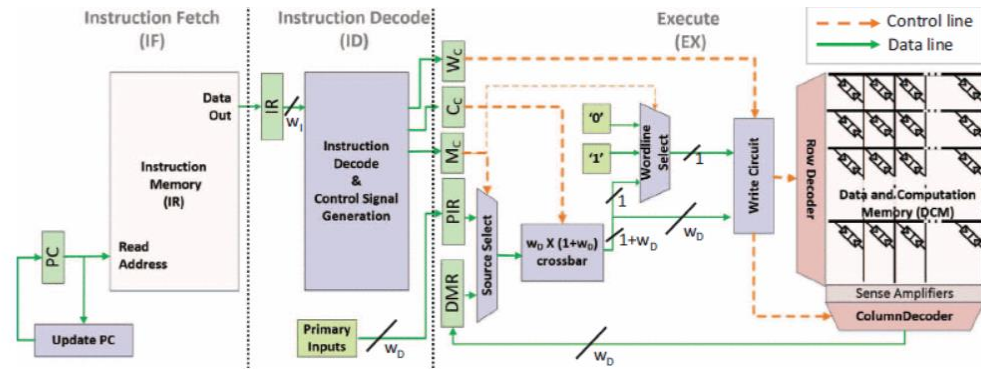 Instruction Fetch
(IF)
Instruction Decode
(ID)
Execute
(EX)
Control line
Data line
Data
Out
Instruction
Memory
(IR)
Read
Address
PC
Update PC
IR
wI
Instruction
Decode
&
Control Signal
Generation
Primary
Inputs
wD
WC
CC
MC
PIR
DMR
Source Select
wD X (1+wD)
crossbar
'0'
'1'
Wordline
Select
1
1
1+wD
wD
Write Circuit
Row Decoder
Data and Computation
Memory (DCM)
Sense Amplifiers
ColumnDecoder
wD